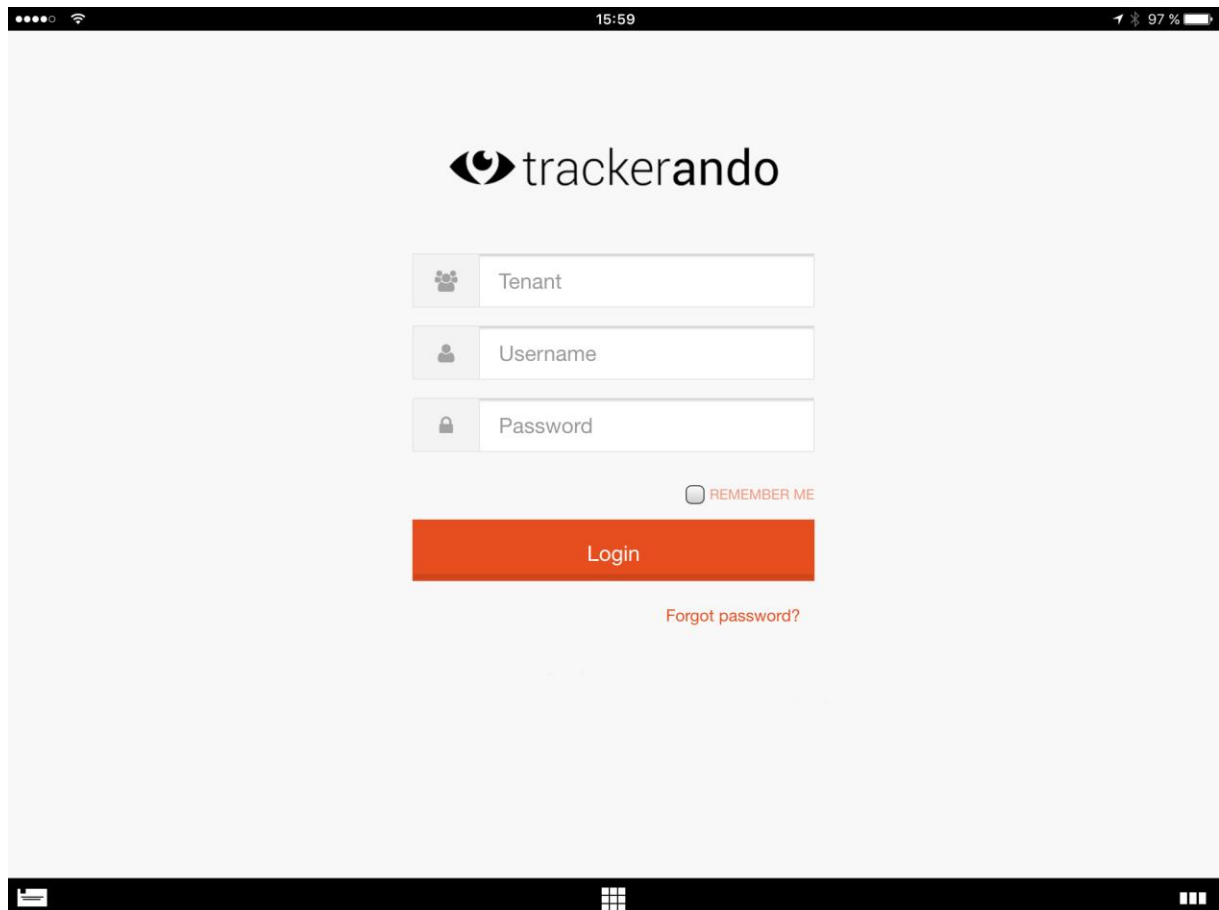 15:59
97 %
trackerando
Tenant
Username
Password
REMEMBER ME
Login
Forgot password?